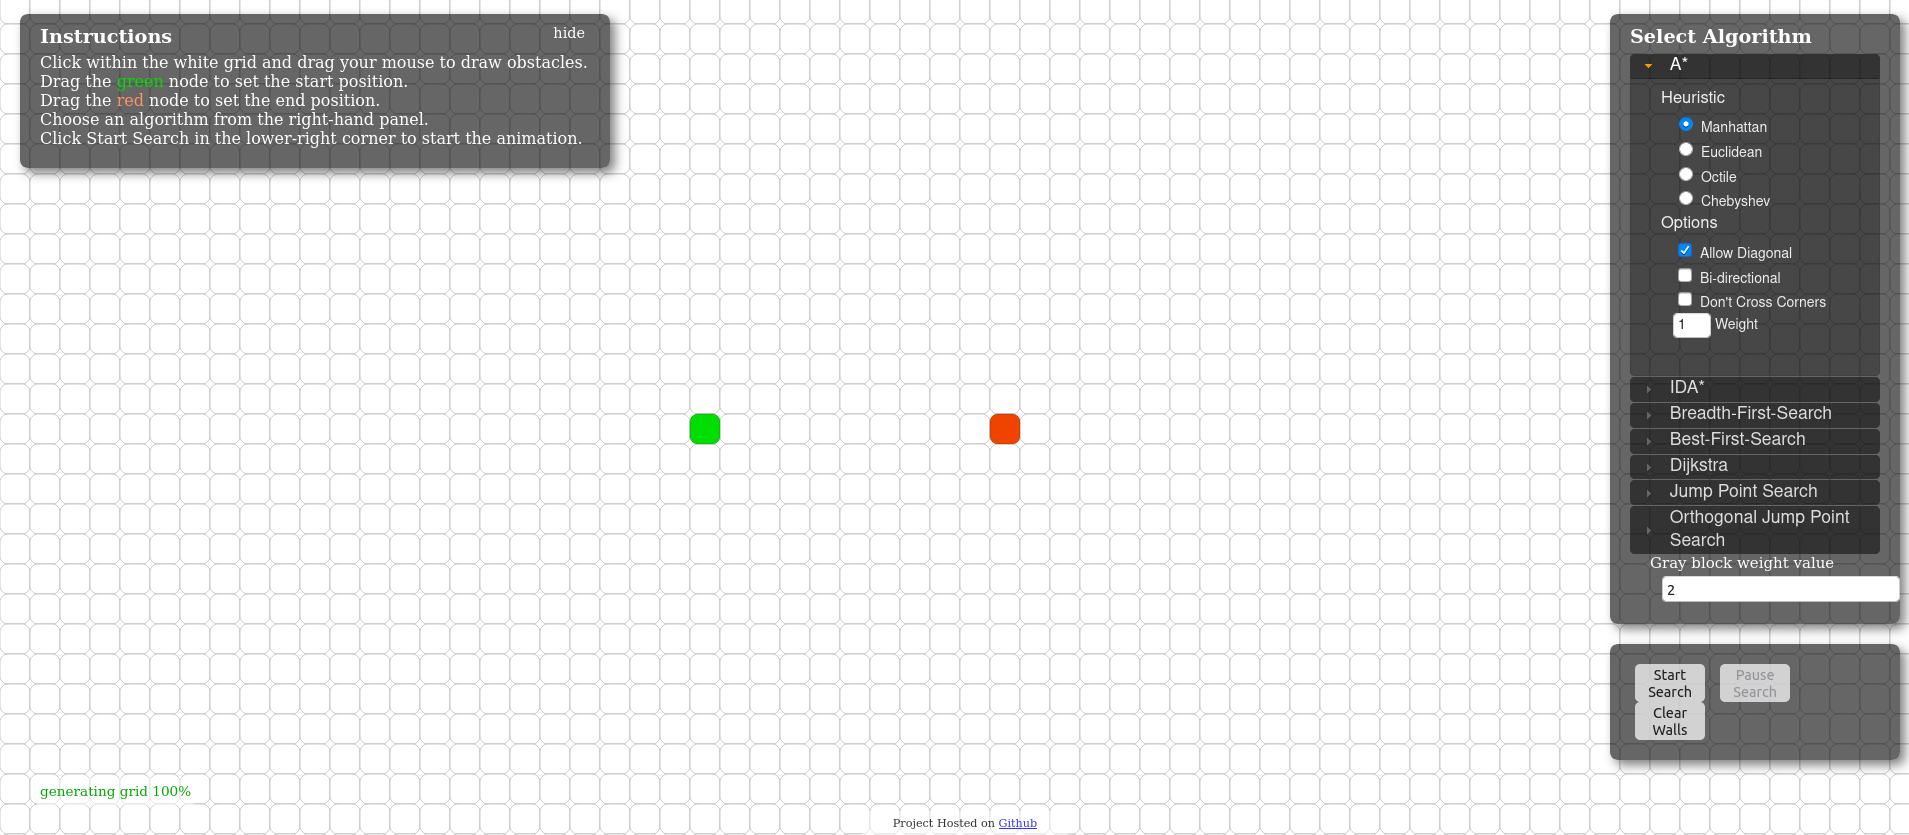 Instructions
hide
Click within the white grid and drag your mouse to draw obstacles.
Drag the green node to set the start position.
Drag the red node to set the end position.
Choose an algorithm from the right-hand panel.
Click Start Search in the lower-right corner to start the animation.
Select Algorithm
A*
Heuristic
Manhattan
Euclidean
Octile
Chebyshev
Options
Allow Diagonal
Bi-directional
Don't Cross Corners
1 Weight
IDA*
Breadth-First-Search
Best-First-Search
Dijkstra
Jump Point Search
Orthogonal Jump Point
Search
Gray block weight value
2
Start
Search
Pause
Search
Clear
Walls
generating grid 100%
Project Hosted on Github